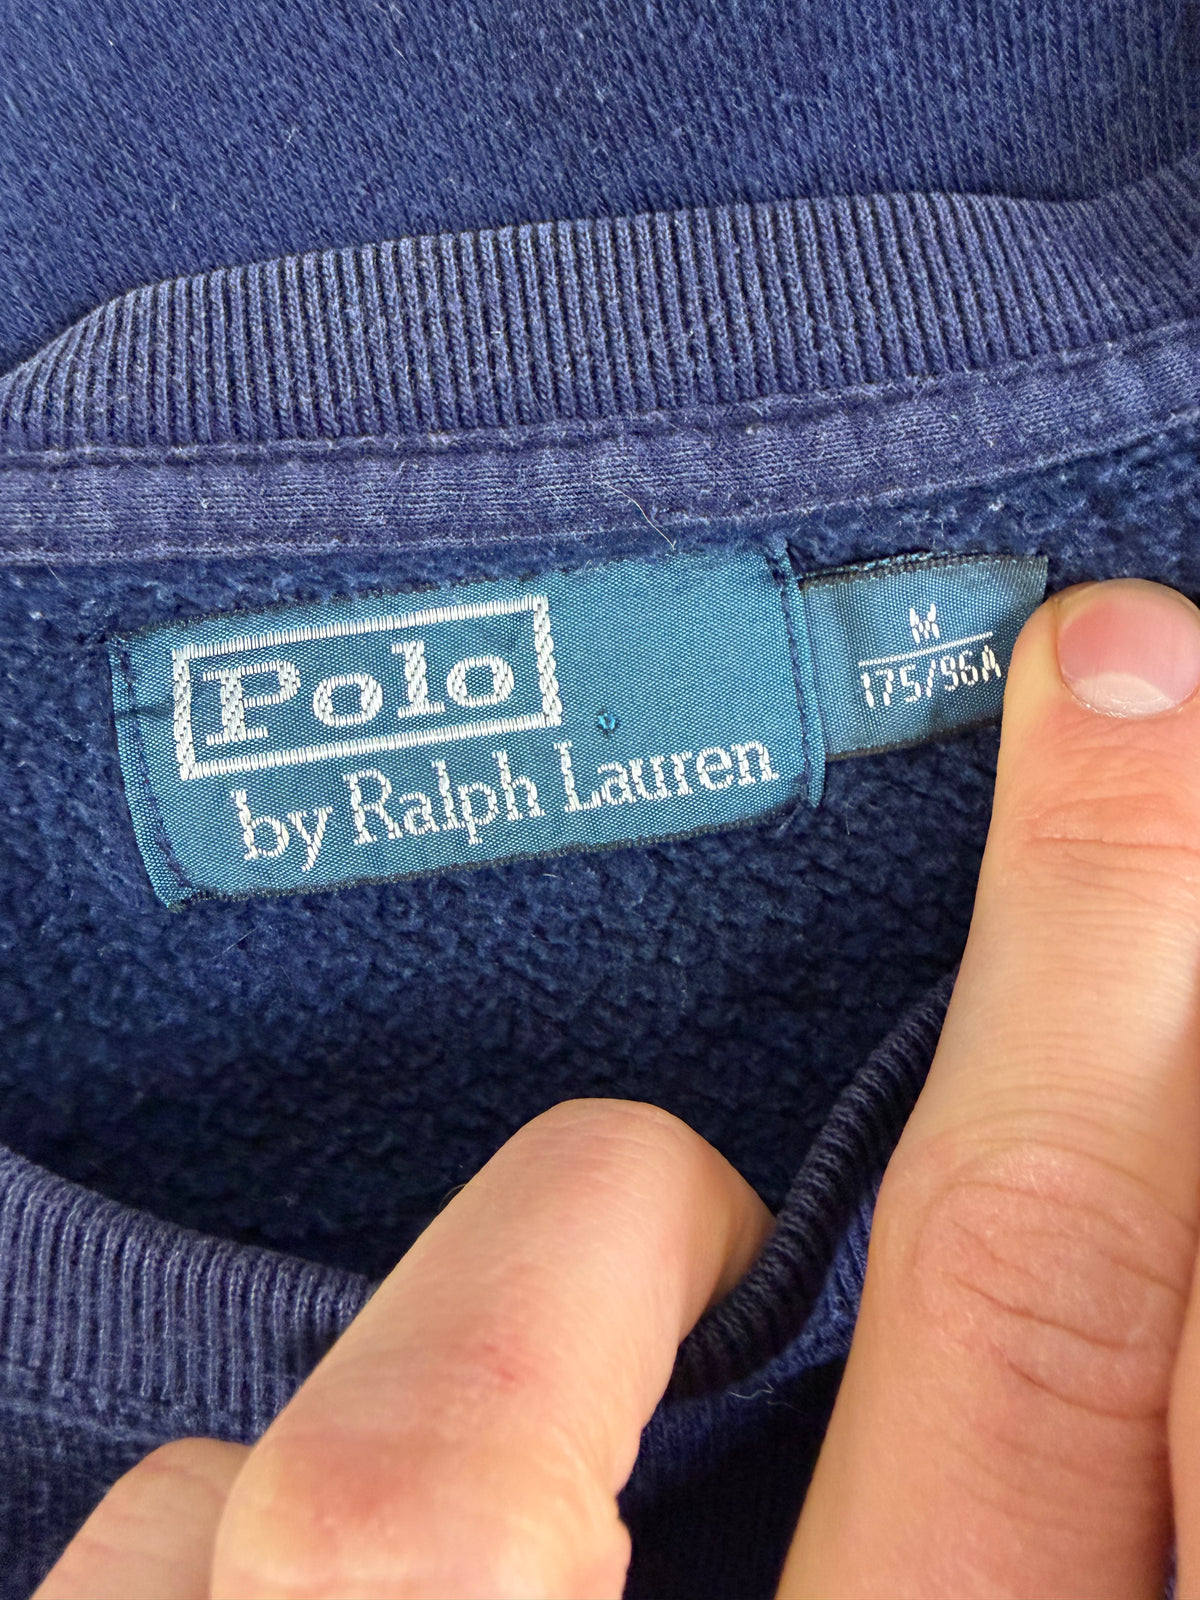 Polo
by Ralph Lauren
M
175/96A